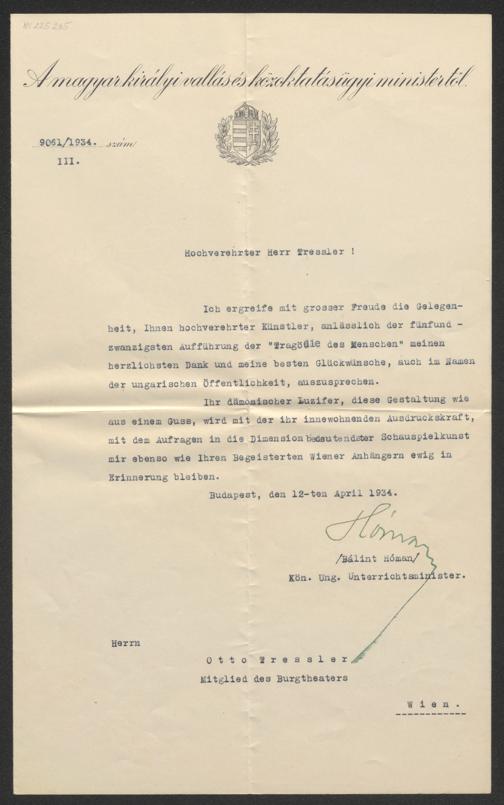 A magyar királyi vallás és közoktatásügyi ministertől.
9061/1934. szám
III.
Hochverehrter Herr Tressler !
Ich ergreife mit grosser Freude die Gelegen-
heit, Ihnen hochverehrter Künstler, anlässlich der fünfund -
zwanzigsten Aufführung der "Tragödie des Menschen" meinen
herzlichsten Dank und meine besten Glückwünsche, auch im Namen
der ungarischen Öffentlichkeit, auszusprechen.
Ihr dämonischer Luzifer, diese Gestaltung wie
aus einem Guss, wird mit der ihr innewohnenden Ausdruckskraft,
mit dem Aufragen in die Dimension bedeutendster Schauspielkunst
mir ebenso wie Ihren Begeisterten Wiener Anhängern ewig in
Erinnerung bleiben.
Budapest, den 12-ten April 1934.
Hóman
/Bálint Hóman/
Kön. Ung. Unterrichtsminister.
Herrn
Otto Tressler
Mitglied des Burgtheaters
Wien.